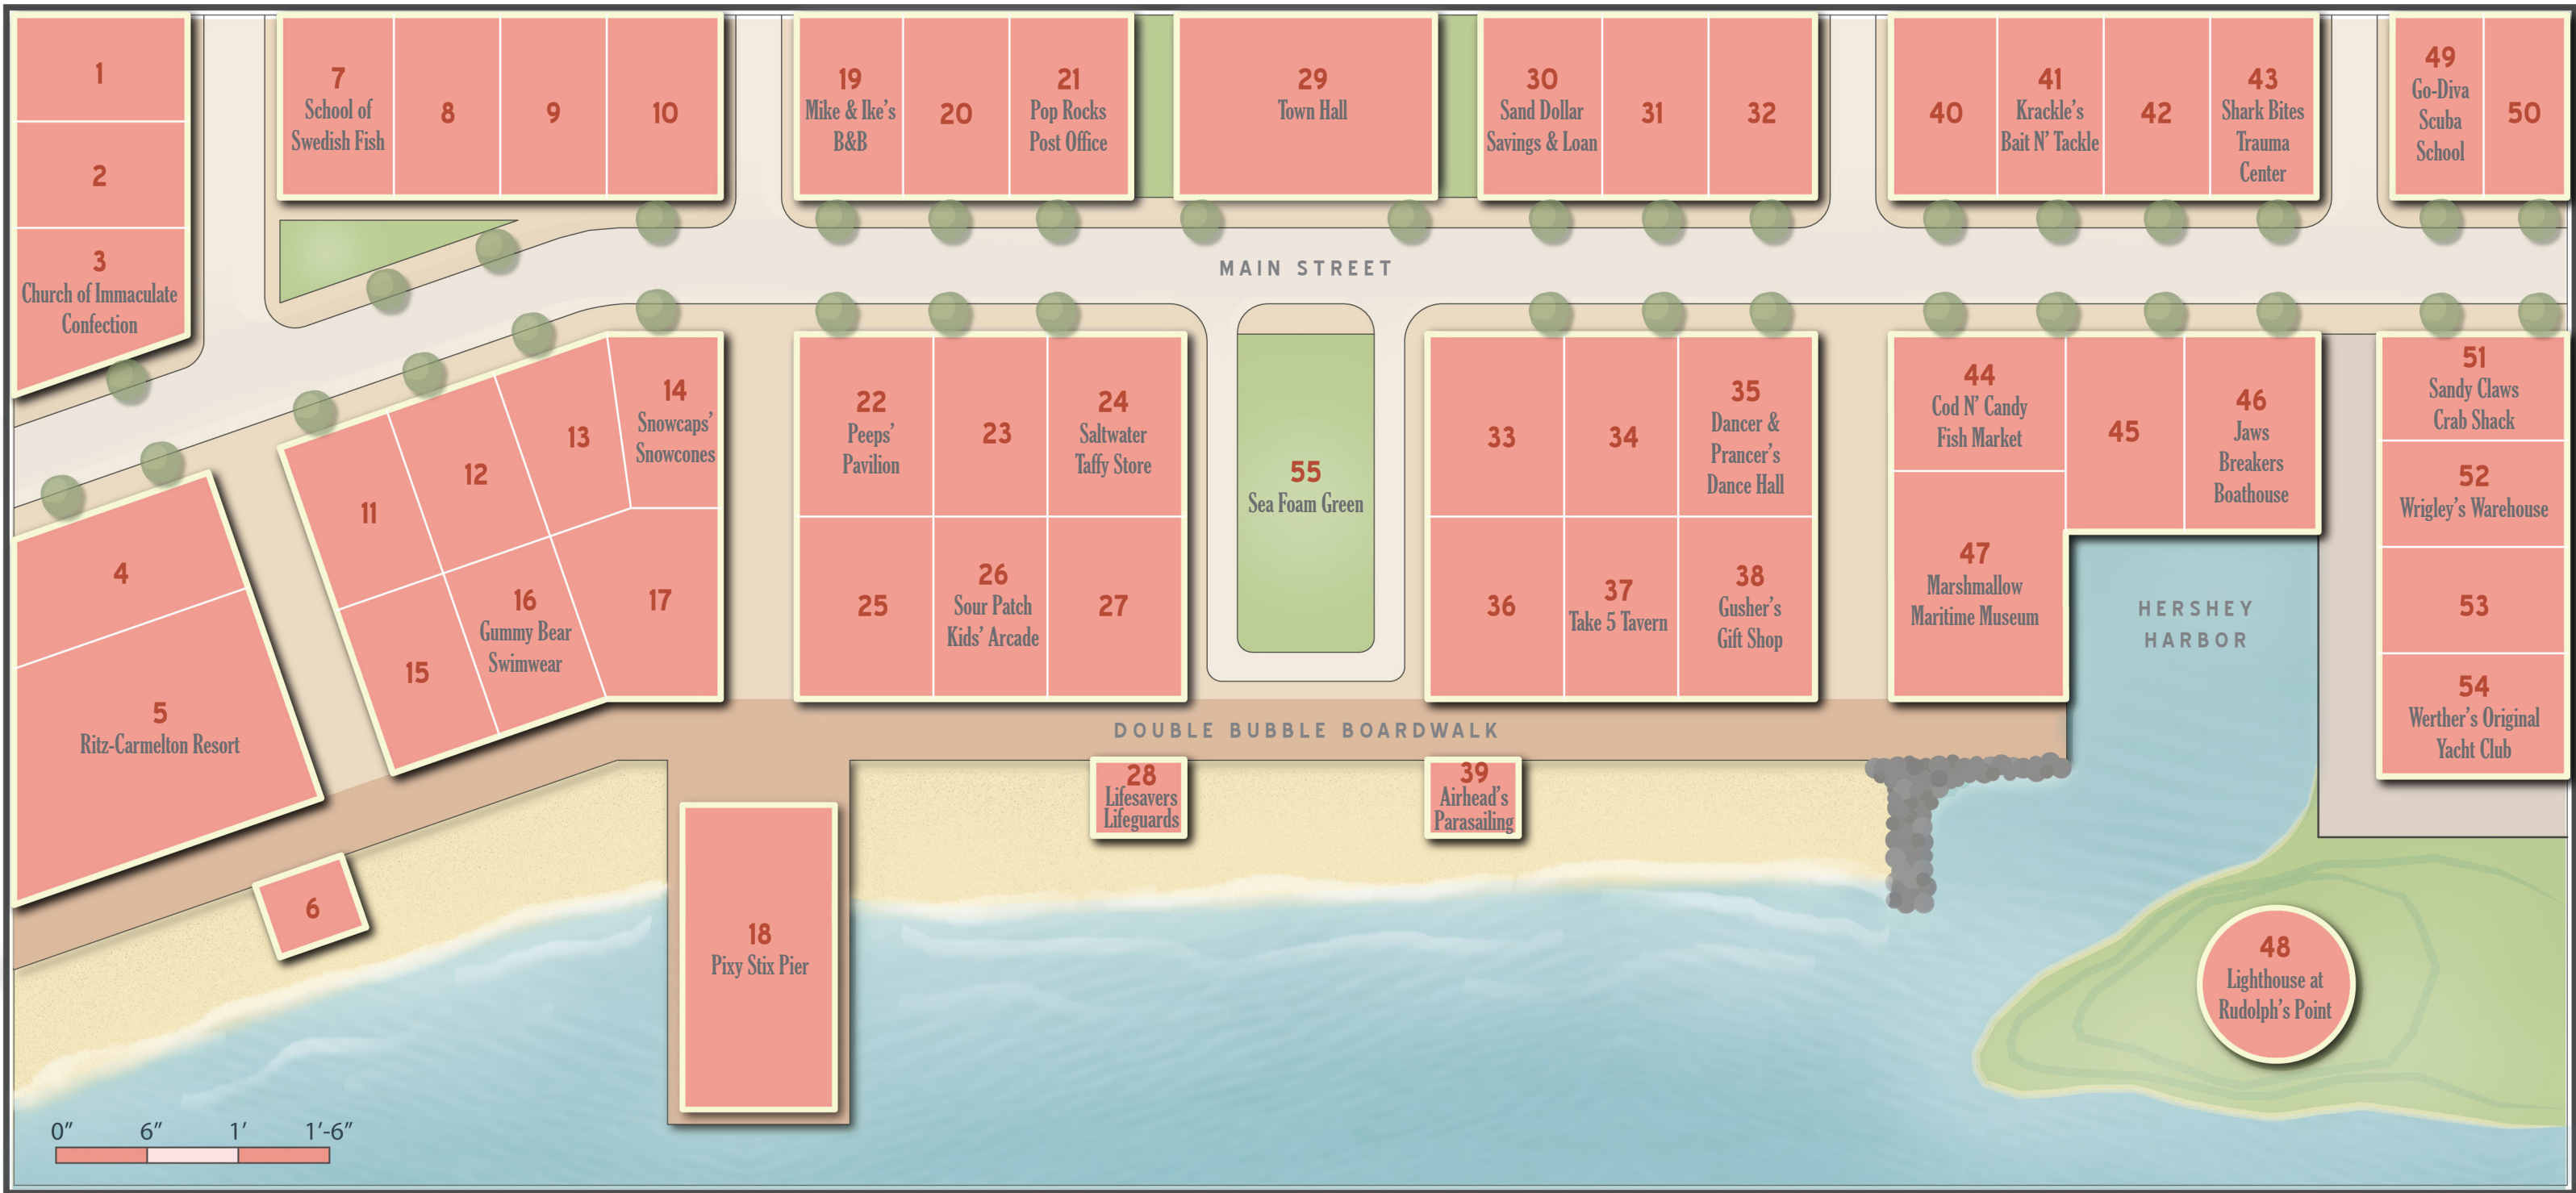 1
2
3
Church of Immaculate
Confection
4
5
Ritz-Carmelton Resort
6
7
School of
Swedish Fish
8
9
10
11
12
13
14
Snowcaps'
Snowcones
15
16
Gummy Bear
Swimwear
17
18
Pixy Stix Pier
19
Mike & Ike's
B&B
20
21
Pop Rocks
Post Office
22
Peeps'
Pavilion
23
24
Saltwater
Taffy Store
25
26
Sour Patch
Kids' Arcade
27
28
Lifesavers
Lifeguards
29
Town Hall
MAIN STREET
55
Sea Foam Green
DOUBLE BUBBLE BOARDWALK
30
Sand Dollar
Savings & Loan
31
32
33
34
35
Dancer &
Prancer's
Dance Hall
36
37
Take 5 Tavern
38
Gusher's
Gift Shop
39
Airhead's
Parasailing
40
41
Krackle's
Bait N' Tackle
42
43
Shark Bites
Trauma
Center
44
Cod N' Candy
Fish Market
45
46
Jaws
Breakers
Boathouse
47
Marshmallow
Maritime Museum
HERSHEY
HARBOR
48
Lighthouse at
Rudolph's Point
49
Go-Diva
Scuba
School
50
51
Sandy Claws
Crab Shack
52
Wrigley's Warehouse
53
54
Werther's Original
Yacht Club
0" 6" 1' 1'-6"